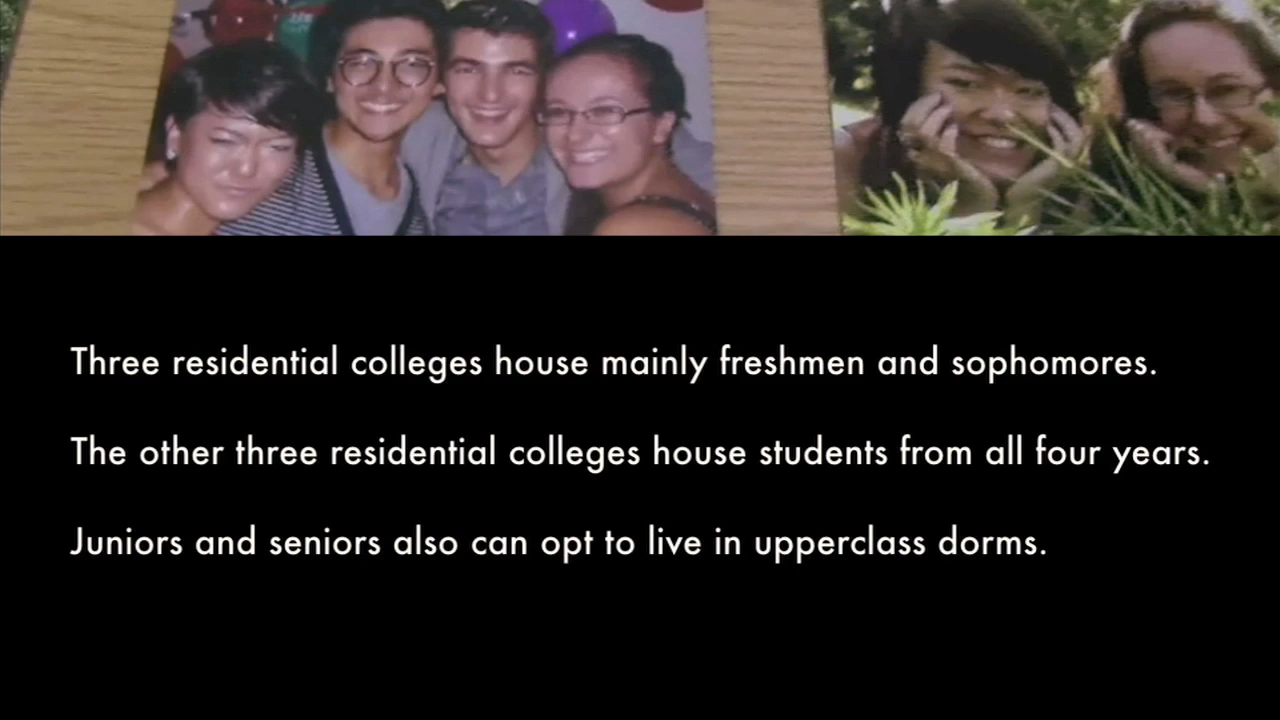 Three residential colleges house mainly freshmen and sophomores.
The other three residential colleges house students from all four years.
Juniors and seniors also can opt to live in upperclass dorms.